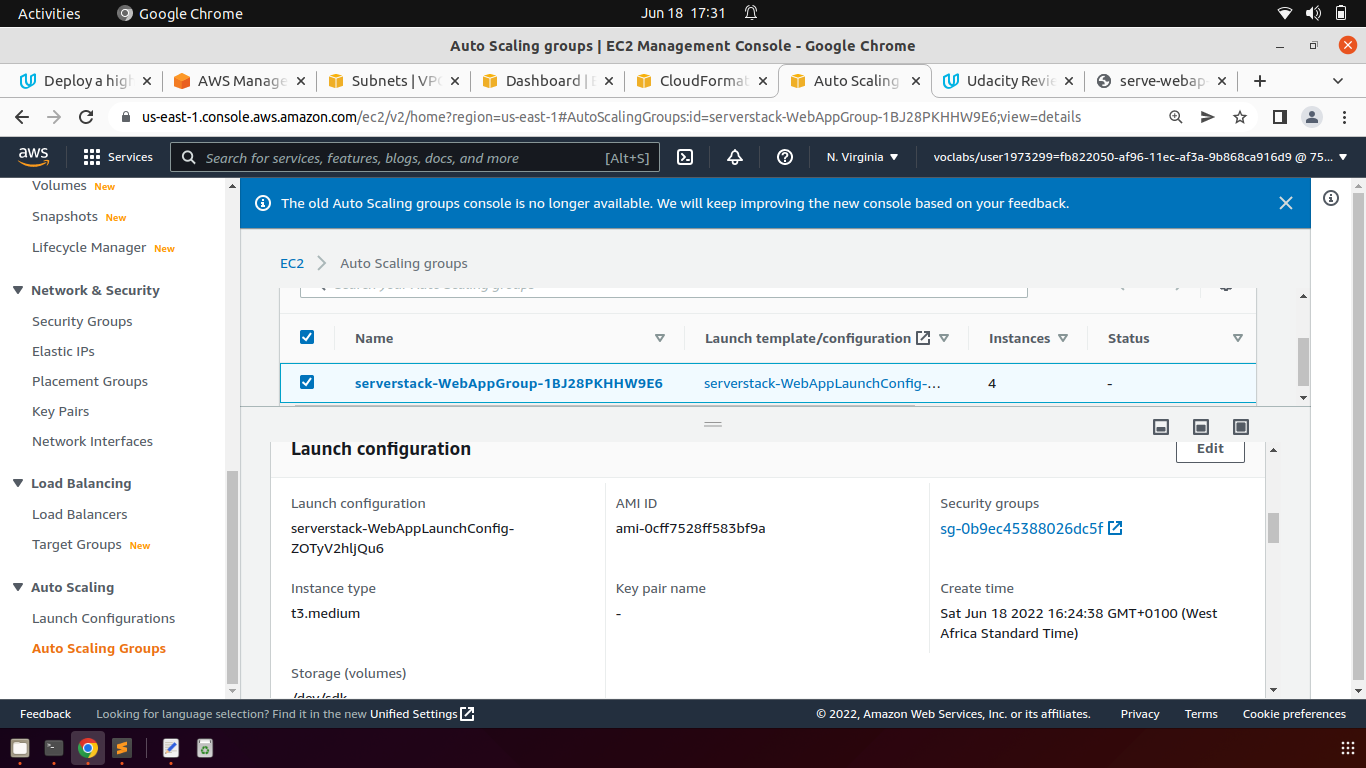 Activities
Google Chrome
Jun 18 17:31
Auto Scaling groups | EC2 Management Console - Google Chrome
Deploy a high
AWS Manage
Subnets | VPC
Dashboard |
CloudFormat
Auto Scaling
Udacity Revie
serve-webap
us-east-1.console.aws.amazon.com/ec2/v2/home?region=us-east-1#AutoScalingGroups:id=serverstack-WebAppGroup-1BJ28PKHHW9E6;view=details
aws
Services
Search for services, features, blogs, docs, and more
[Alt+S]
N. Virginia
voclabs/user1973299=fb822050-af96-11ec-af3a-9b868ca916d9 @ 75...
Volumes New
Snapshots New
Lifecycle Manager New
Network & Security
Security Groups
Elastic IPs
Placement Groups
Key Pairs
Network Interfaces
Load Balancing
Load Balancers
Target Groups New
Auto Scaling
Launch Configurations
Auto Scaling Groups
The old Auto Scaling groups console is no longer available. We will keep improving the new console based on your feedback.
EC2
Auto Scaling groups
Search your Auto Scaling groups
Name
Launch template/configuration
Instances
Status
serverstack-WebAppGroup-1BJ28PKHHW9E6
serverstack-WebAppLaunchConfig-...
4
-
Launch configuration
Edit
Launch configuration
serverstack-WebAppLaunchConfig-
ZOTyV2hljQu6
AMI ID
ami-0cff7528ff583bf9a
Security groups
sg-0b9ec45388026dc5f
Instance type
t3.medium
Key pair name
-
Create time
Sat Jun 18 2022 16:24:38 GMT+0100 (West
Africa Standard Time)
Storage (volumes)
/dev/sdk
Feedback
Looking for language selection? Find it in the new Unified Settings
© 2022, Amazon Web Services, Inc. or its affiliates.
Privacy
Terms
Cookie preferences